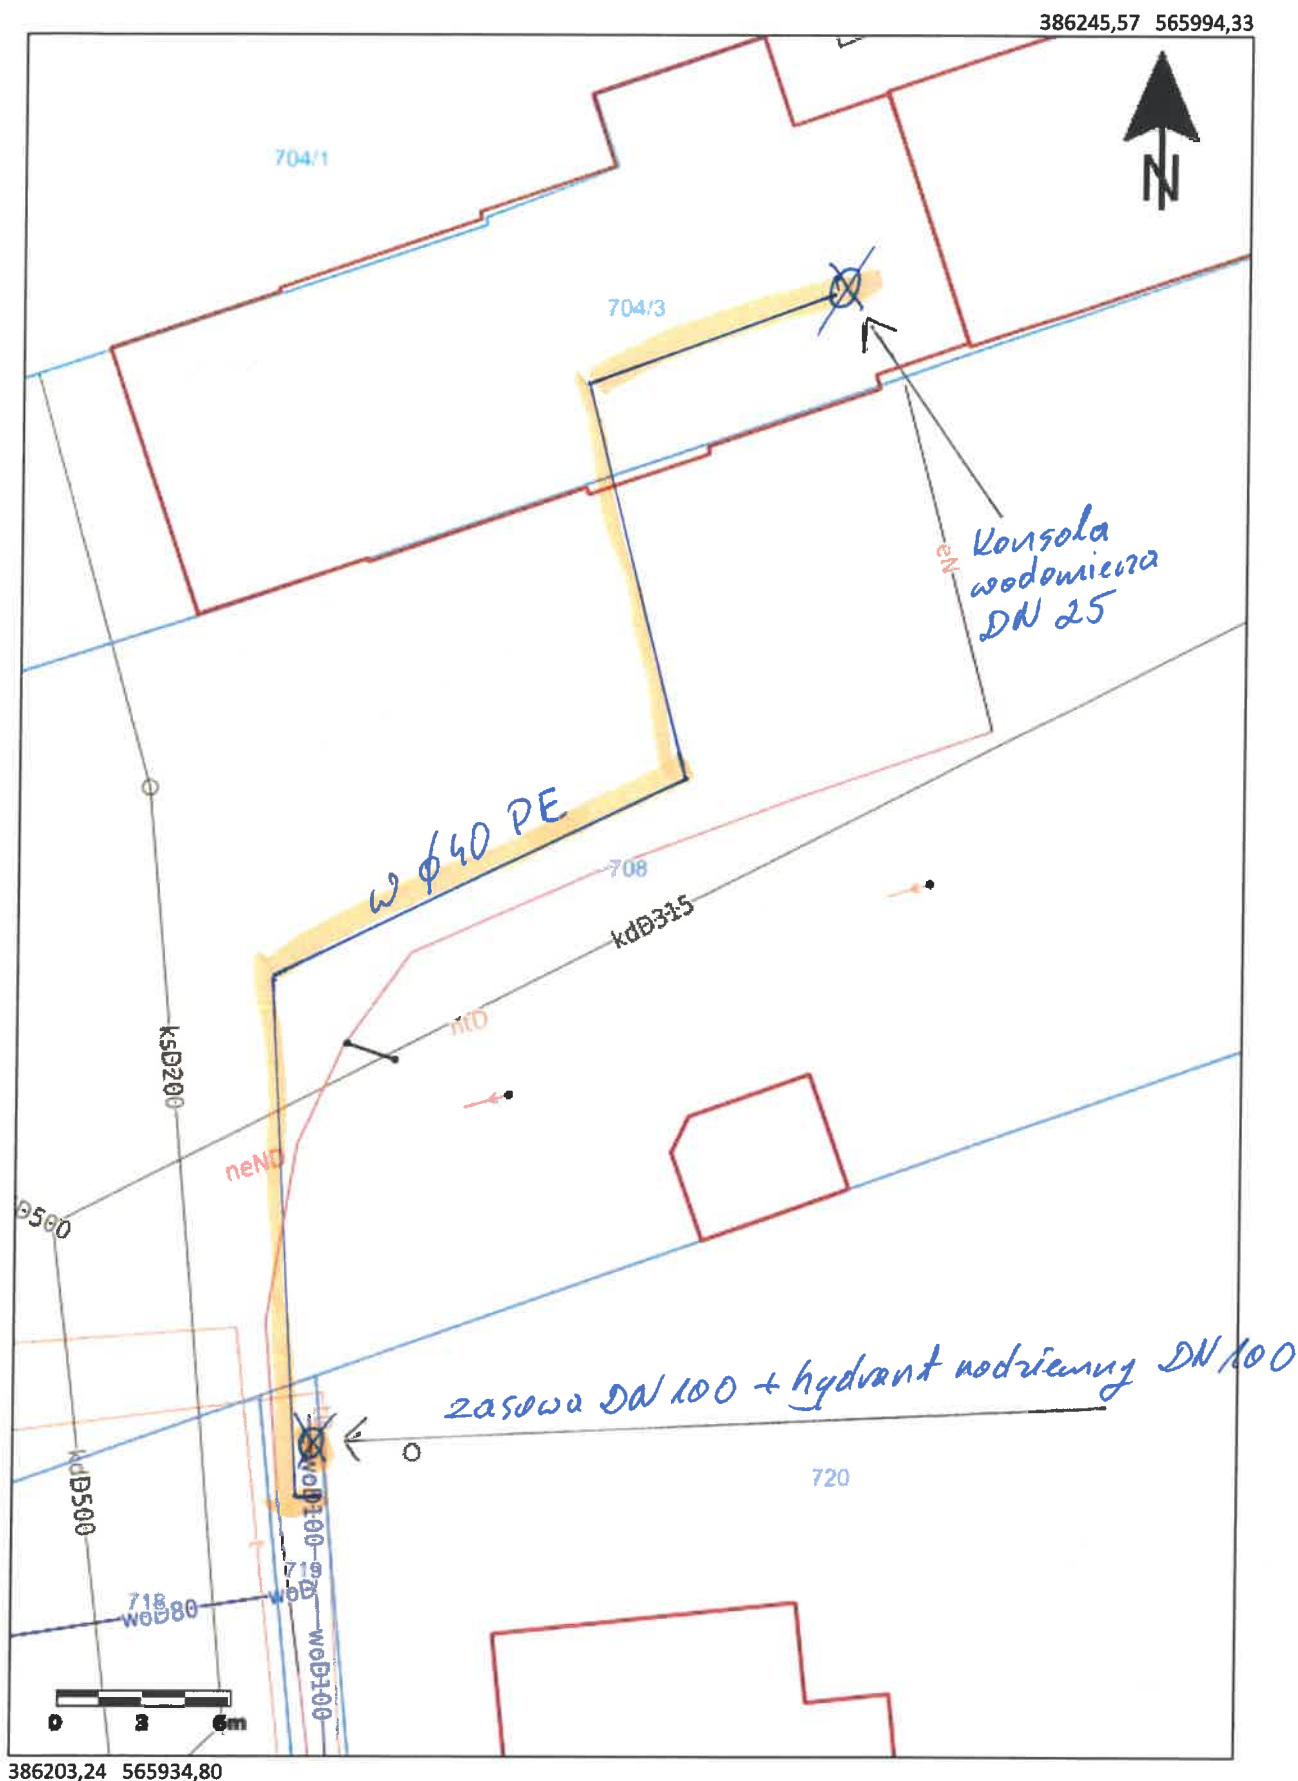 386245,57 565994,33
N
704/1
704/3
eN
Konsola
wodomierza
DN 25
w ϕ40 PE
708
kdD315
ntD
ksD200
neND
D500
zasuwa DN 100 + hydrant nadziemny DN 100
720
kdD500
woD100
719
718
woD80
woD
woD100
0 3 6m
386203,24 565934,80